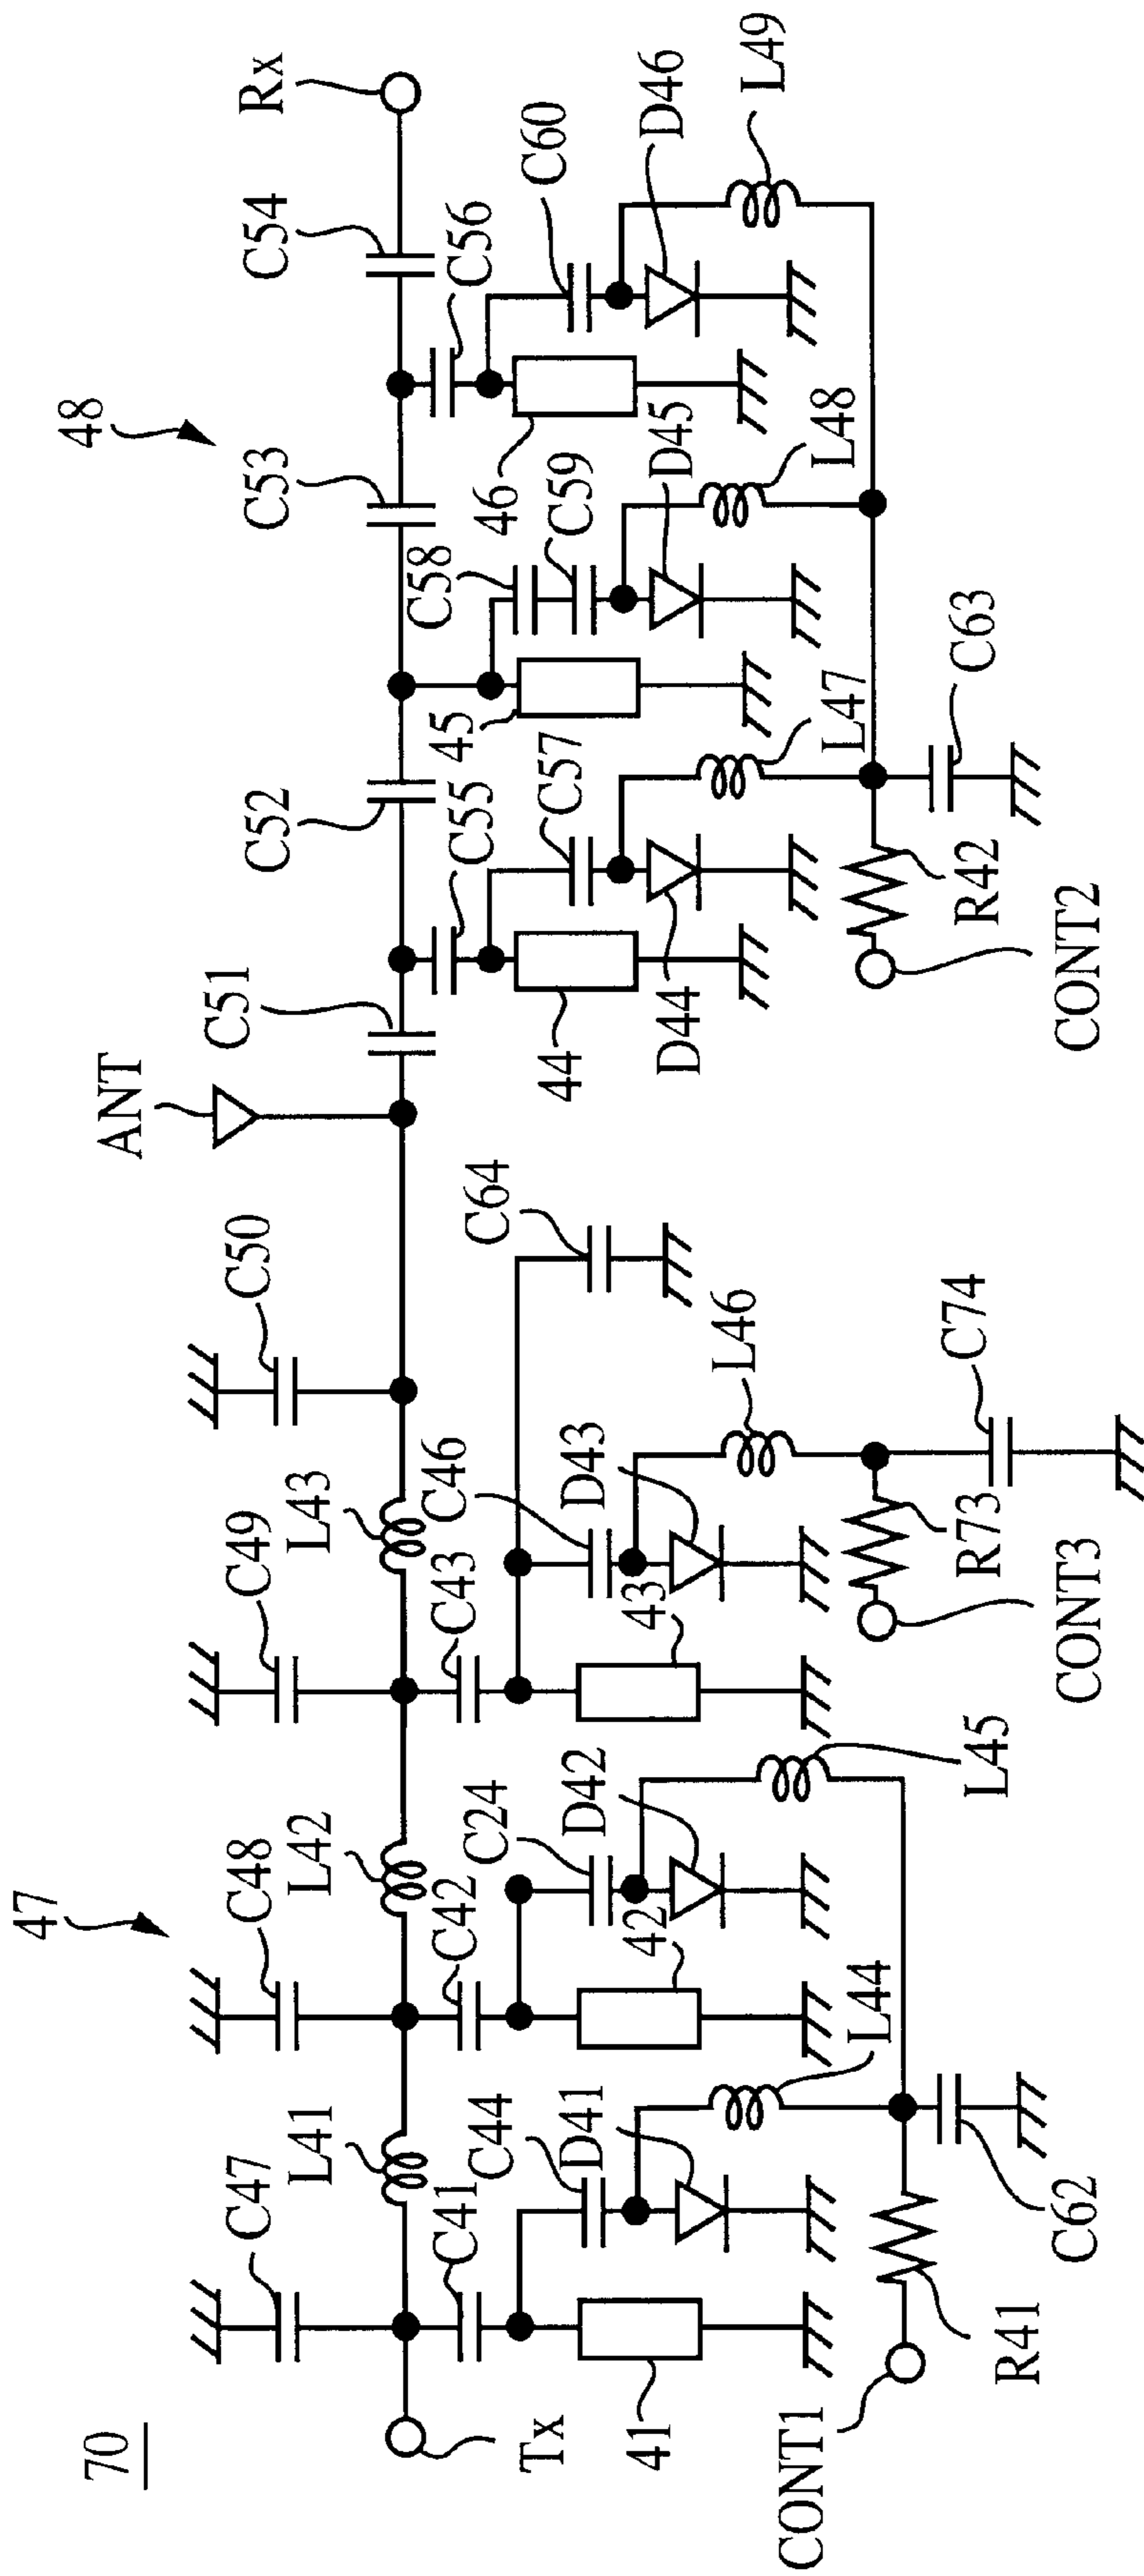 70
47
48
ANT
Rx
C47
C48
C49
C50
L41
L42
L43
C51
C52
C53
C54
Tx
C41
C42
C43
C44
C24
C46
C64
C55
C56
C57
C58
C59
C60
D41
D42
D43
D44
D45
D46
41
42
43
44
45
46
L44
L45
L46
L47
L48
L49
CONT1
R41
C62
CONT3
R73
C74
CONT2
R42
C63